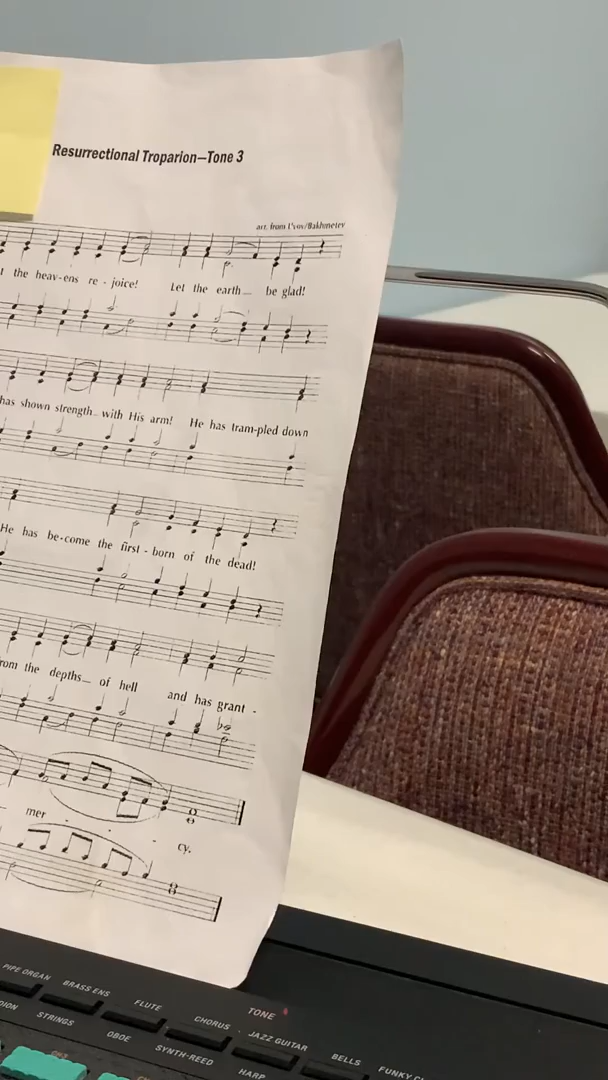 Resurrectional Troparion—Tone 3
arr. from L'vov/Bakhmetev
the heav-ens re - joice! Let the earth be glad!
has shown strength with His arm! He has tram-pled down
He has be-come the first - born of the dead!
the depths of hell and has grant -
mer - - - cy.
PIPE ORGAN BRASS ENS FLUTE CHORUS TONE JAZZ GUITAR BELLS FUNKY
STRINGS OBOE SYNTH-REED HARP